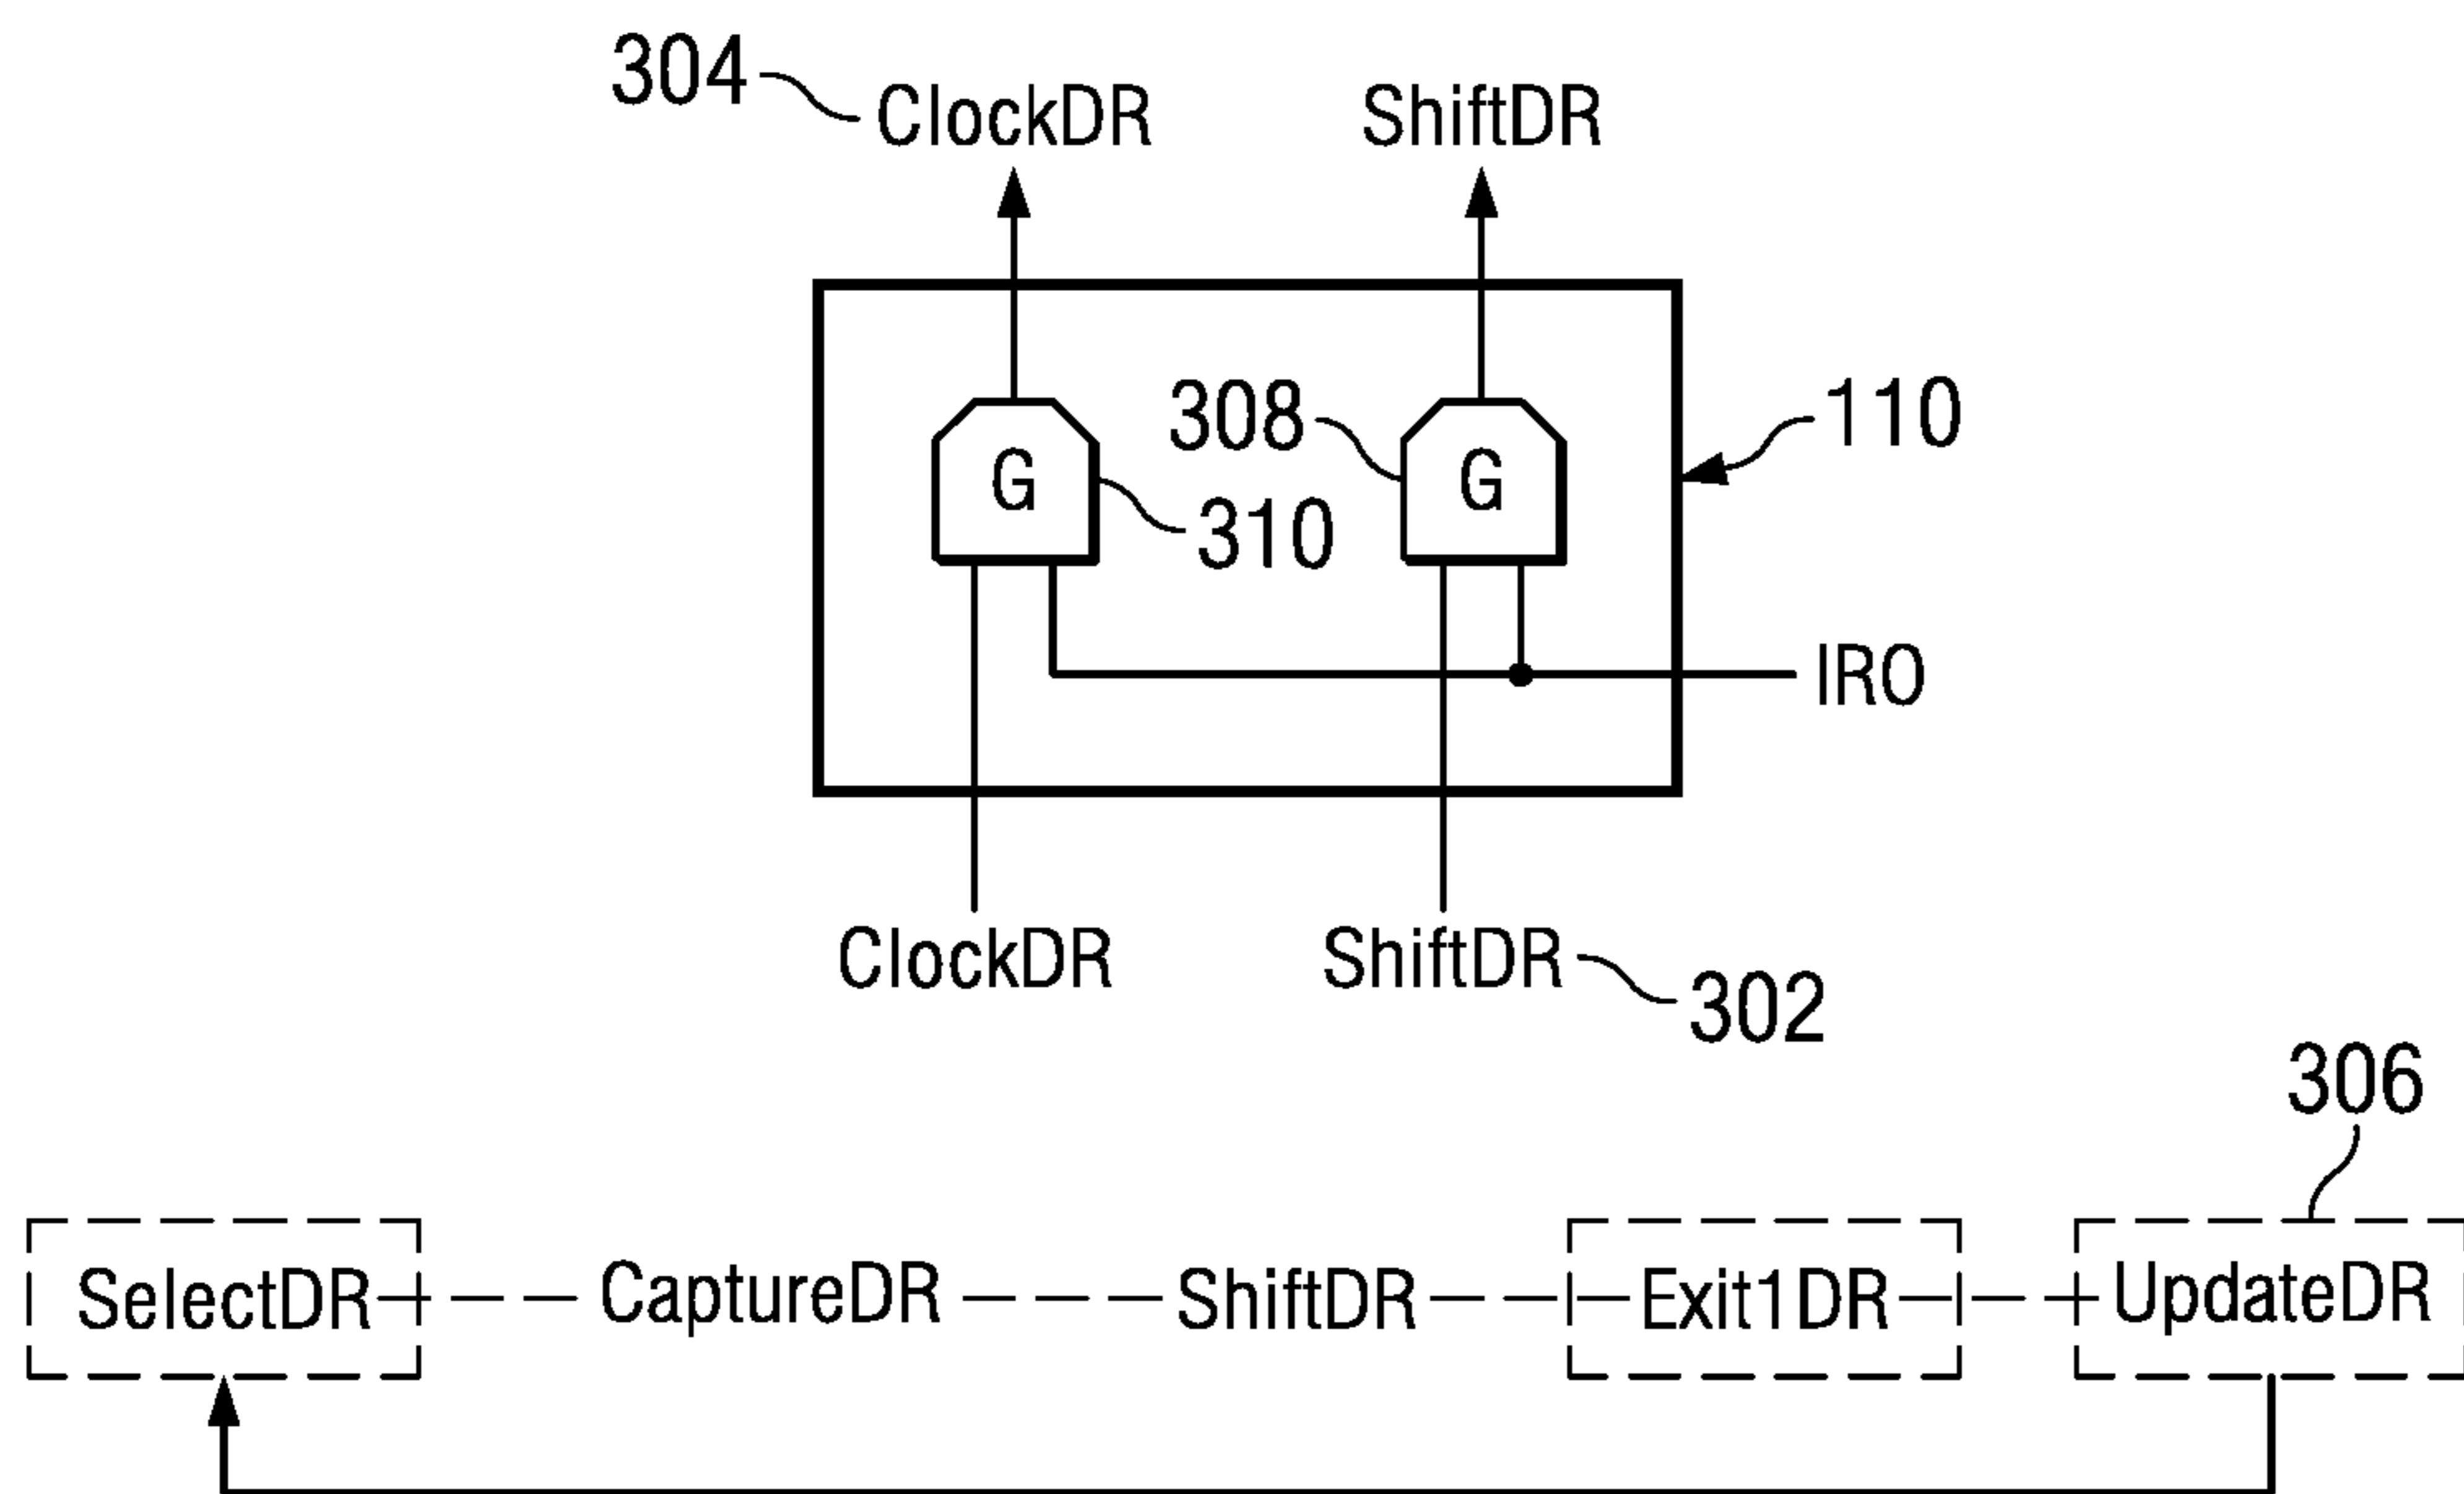 304
ClockDR
ShiftDR
G
308
G
110
310
IRO
ClockDR
ShiftDR
302
306
SelectDR
CaptureDR
ShiftDR
Exit1DR
UpdateDR